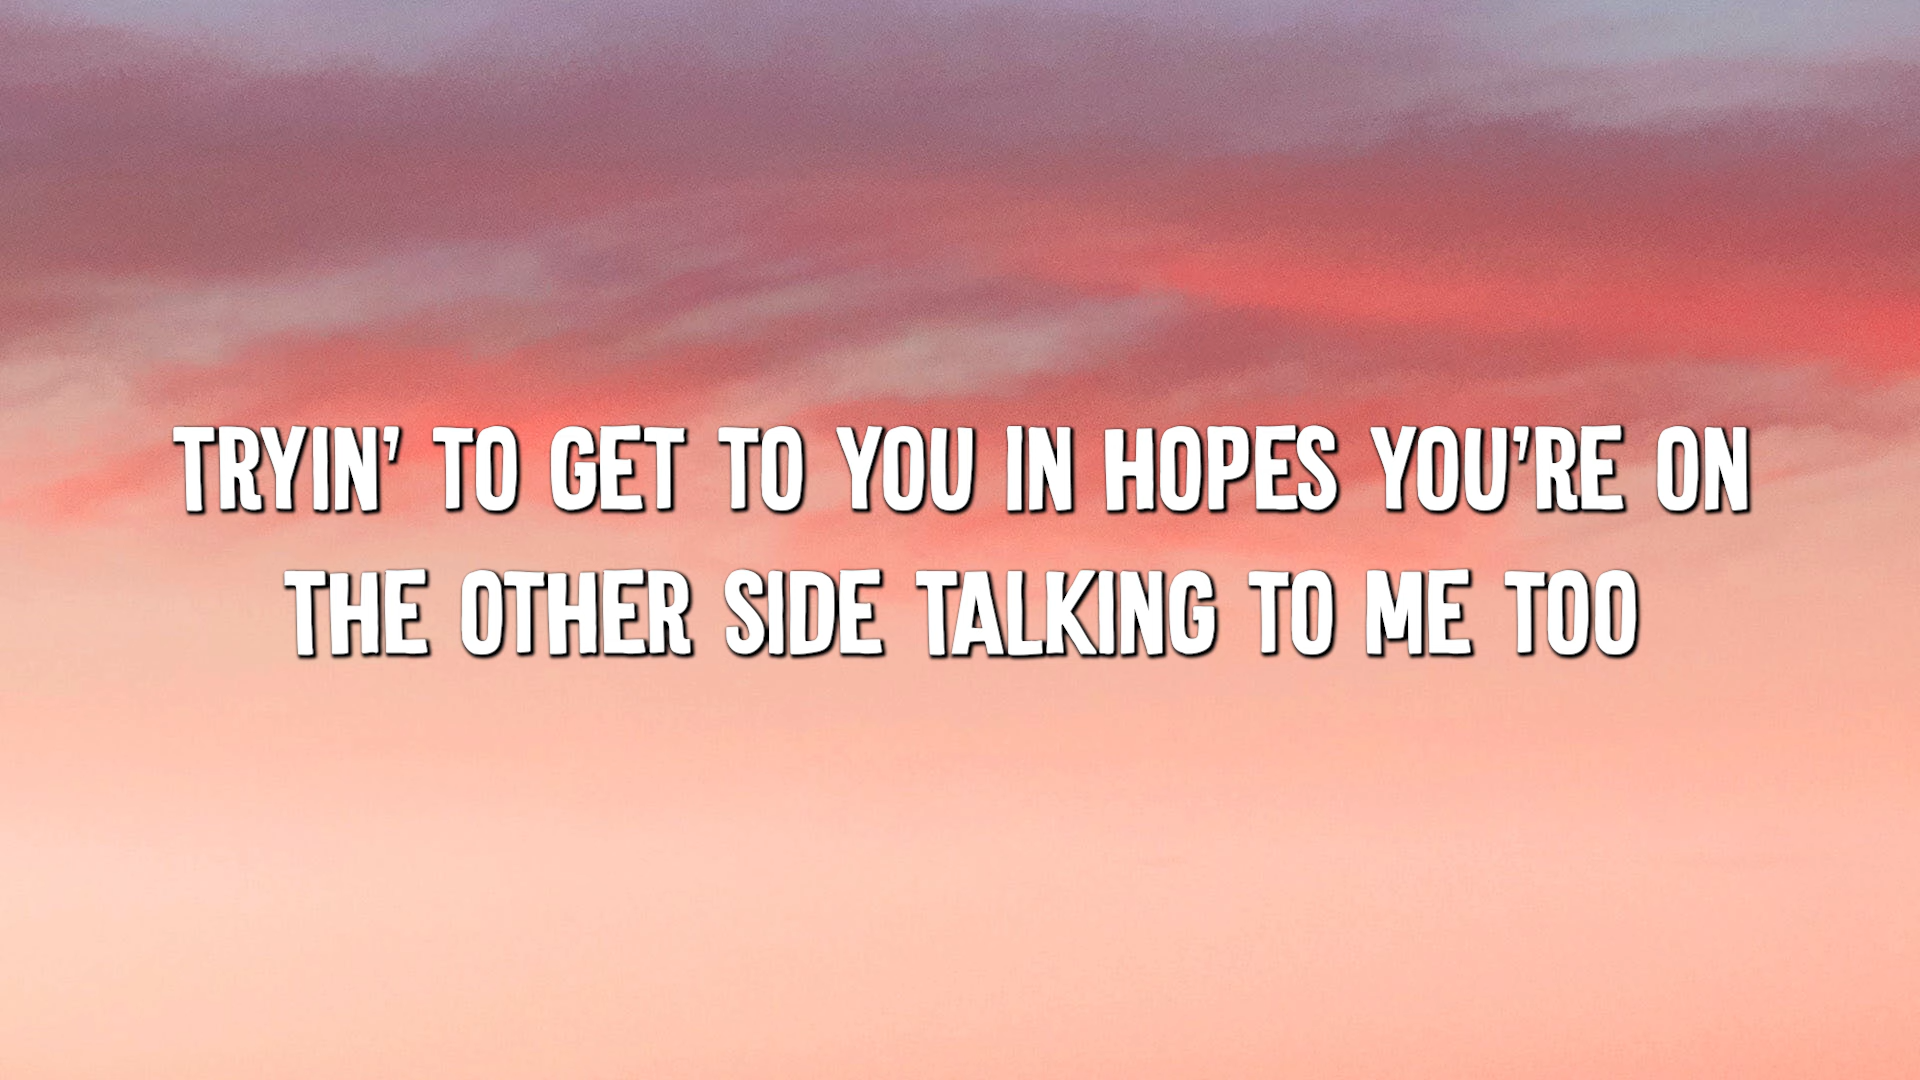 TRYIN' TO GET TO YOU IN HOPES YOU'RE ON
THE OTHER SIDE TALKING TO ME TOO